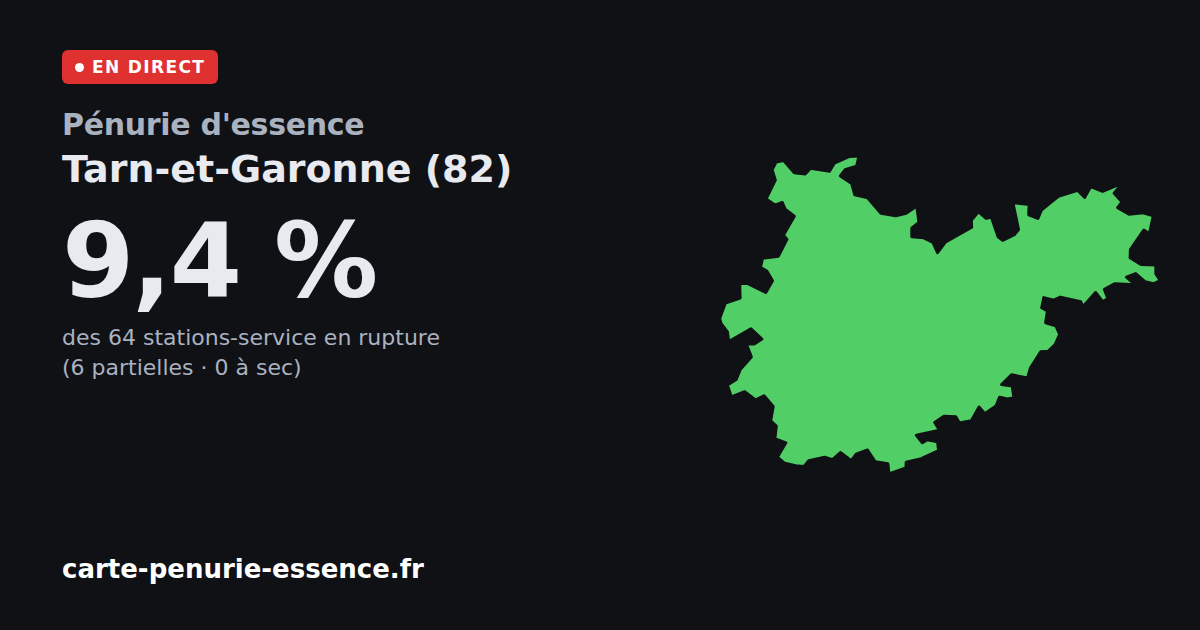 EN DIRECT
Pénurie d'essence
Tarn-et-Garonne (82)
9,4 %
des 64 stations-service en rupture
(6 partielles · 0 à sec)
carte-penurie-essence.fr